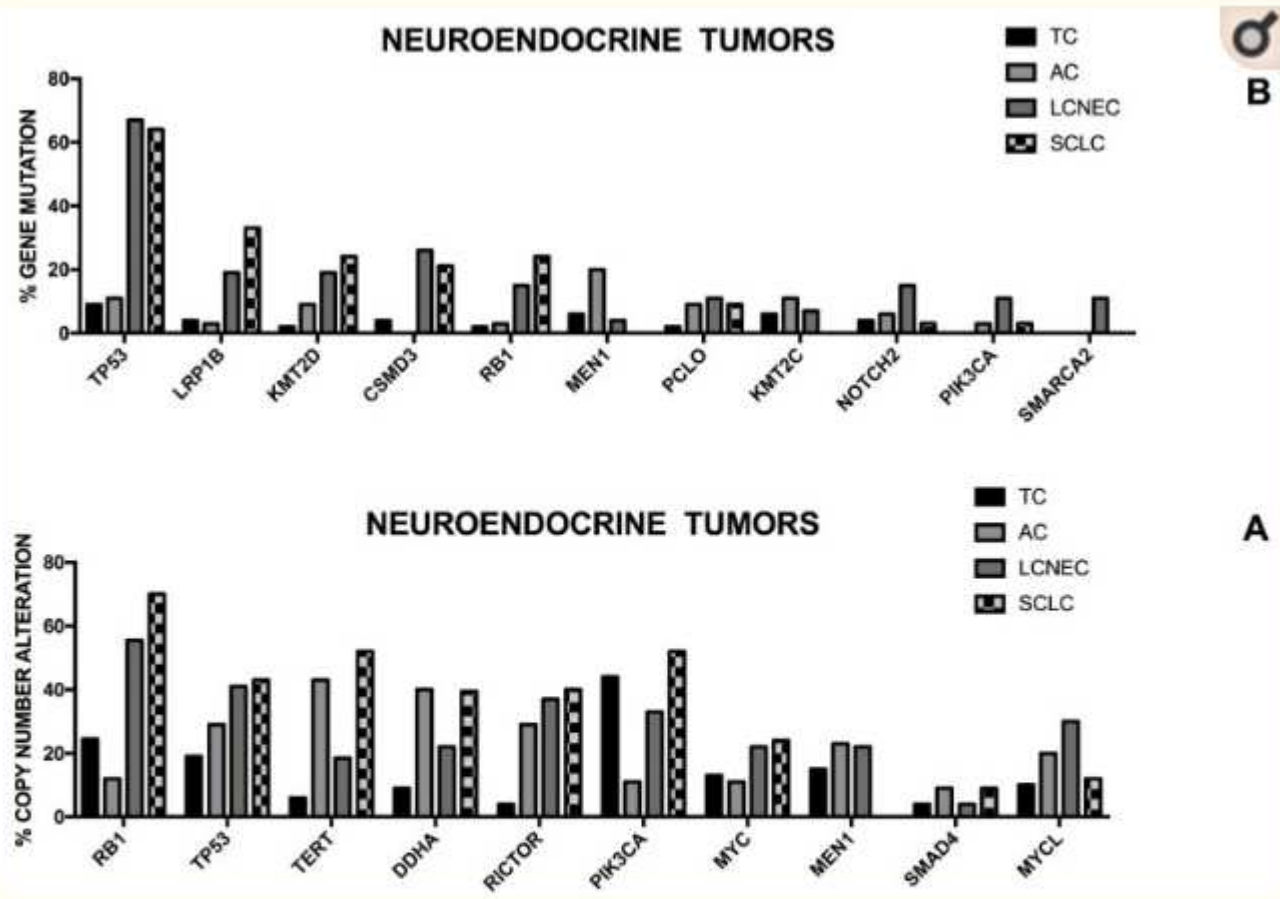 NEUROENDOCRINE TUMORS
TC
AC
LCNEC
SCLC
B
% GENE MUTATION
80
60
40
20
0
TP53
LRP1B
KMT2D
CSMD3
RB1
MEN1
PCLO
KMT2C
NOTCH2
PIK3CA
SMARCA2
NEUROENDOCRINE TUMORS
TC
AC
LCNEC
SCLC
A
% COPY NUMBER ALTERATION
80
60
40
20
0
RB1
TP53
TERT
DDHA
RICTOR
PIK3CA
MYC
MEN1
SMAD4
MYCL